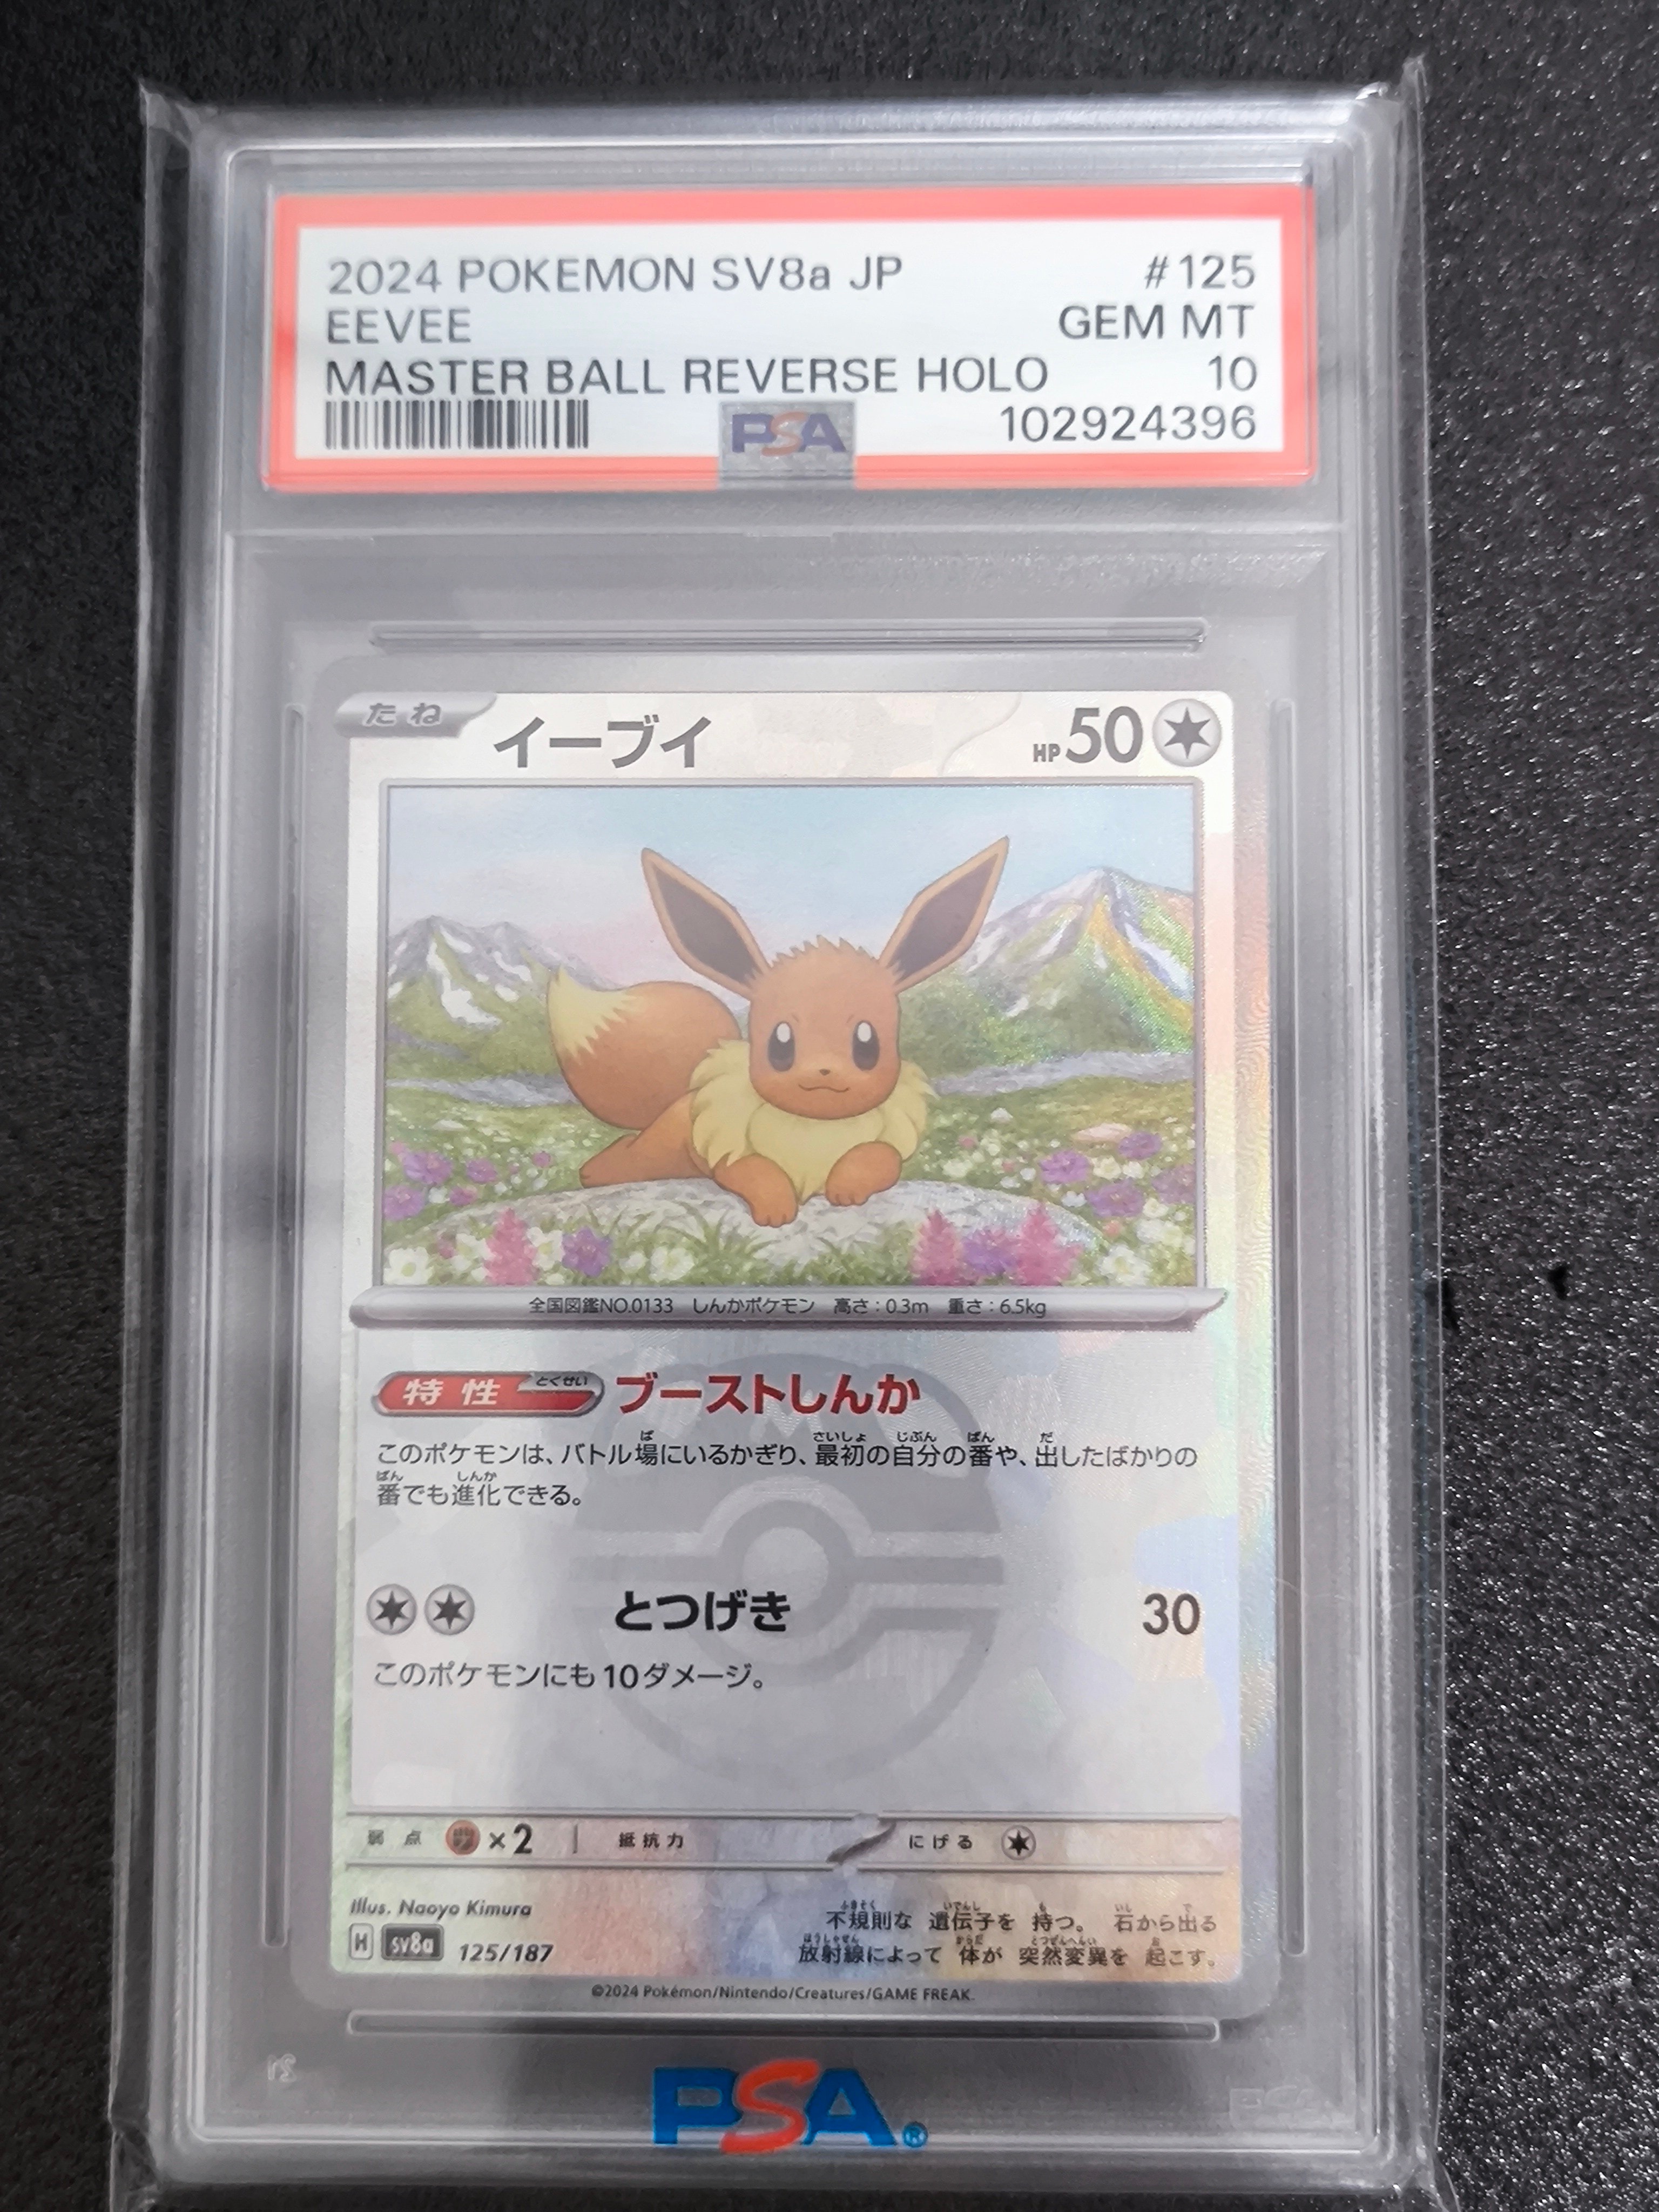 2024 POKEMON SV8a JP #125
EEVEE GEM MT
MASTER BALL REVERSE HOLO 10
PSA 102924396
たね イーブイ HP50
全国図鑑NO.0133 しんかポケモン 高さ:0.3m 重さ:6.5kg
特性 とくせい ブーストしんか
このポケモンは、バトル場にいるかぎり、最初の自分の番や、出したばかりの
番でも進化できる。
とつげき 30
このポケモンにも10ダメージ。
弱点 ×2 抵抗力 にげる
Illus. Naoyo Kimura
不規則な 遺伝子を 持つ。 石から出る
H sv8a 125/187
放射線によって 体が 突然変異を 起こす。
©2024 Pokémon/Nintendo/Creatures/GAME FREAK.
PSA®